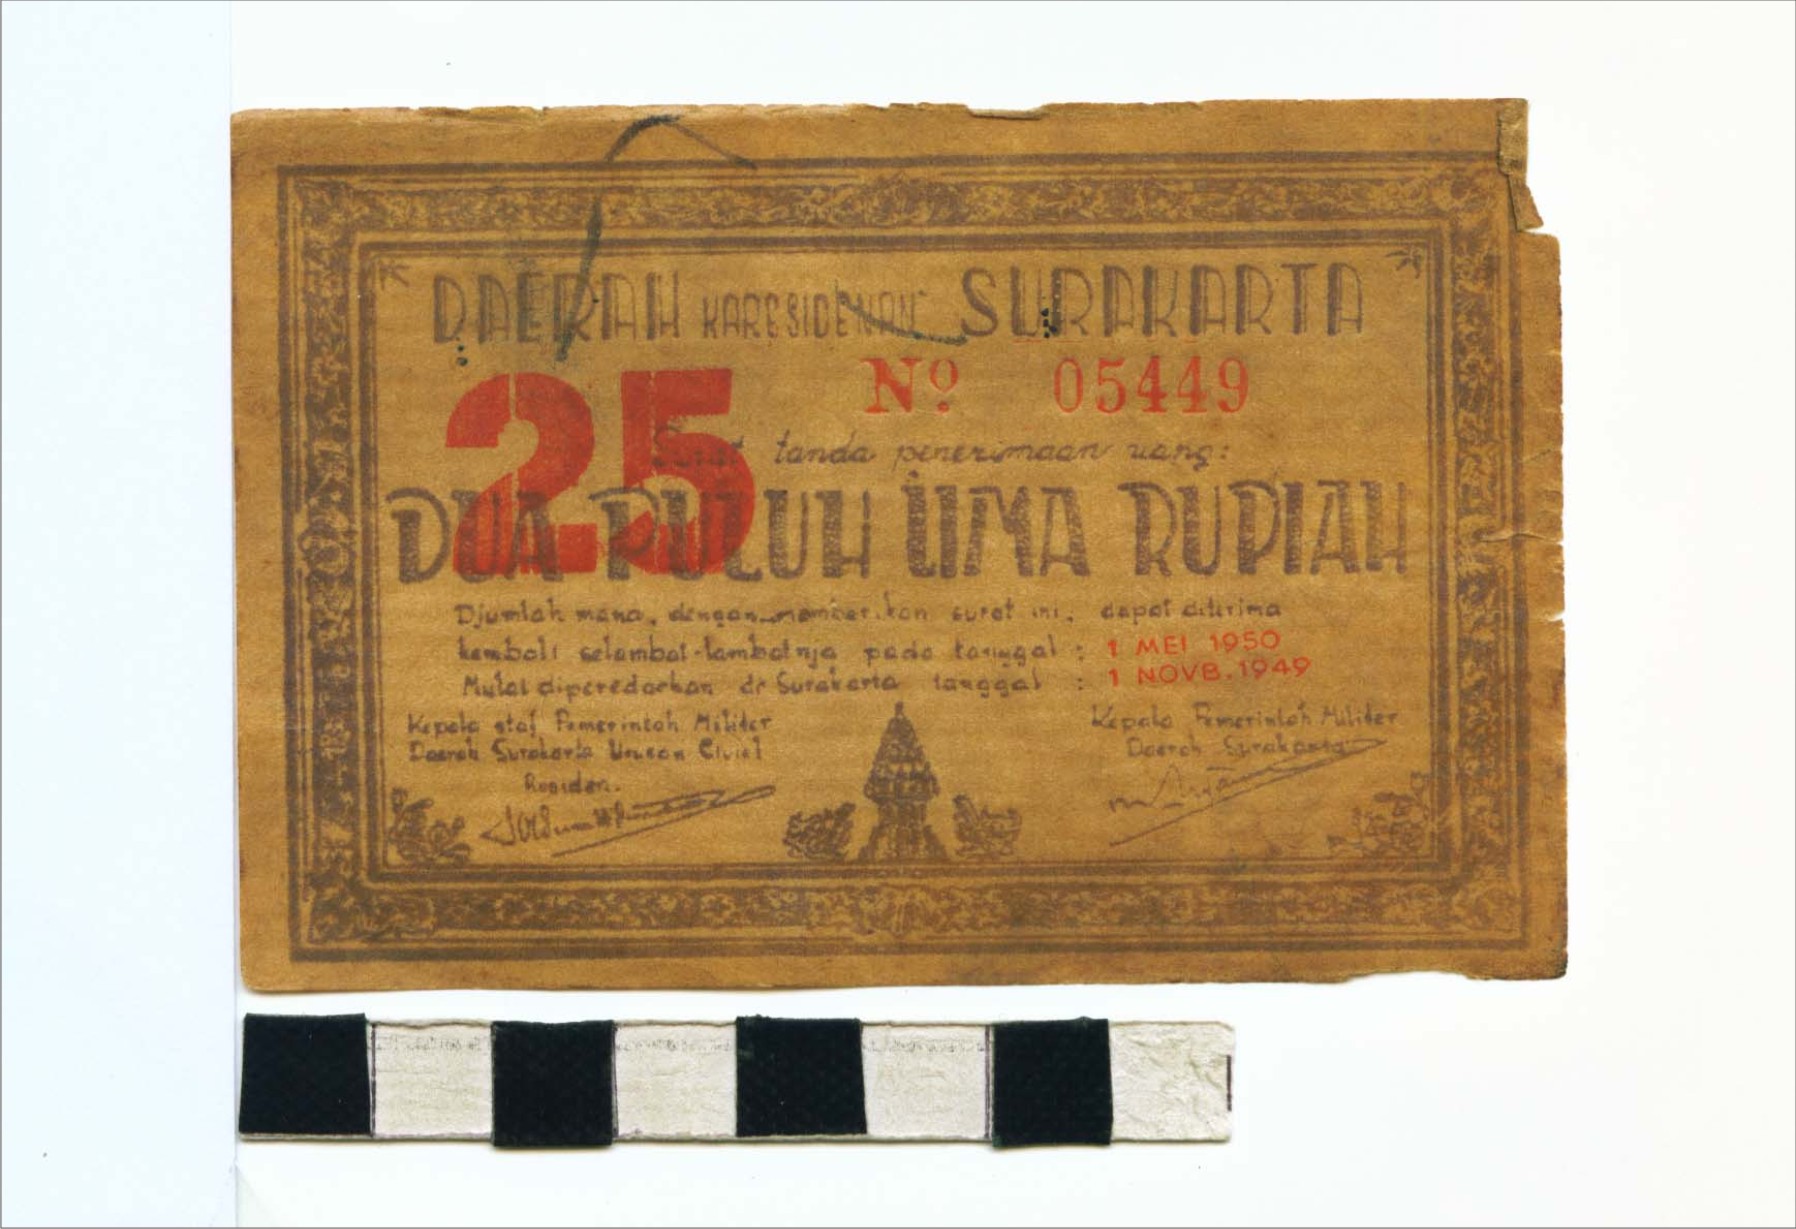 DAERAH KARESIDENAN SURAKARTA
25
No 05449
Surat tanda penerimaan uang:
DUA PULUH LIMA RUPIAH
Djumlah mana, dengan memberikan surat ini, dapat diterima
kembali selambat-lambatnja pada tanggal : 1 MEI 1950
Mulai diperedarkan di Surakarta tanggal : 1 NOVB. 1949
Kepala staf Pemerintah Militer
Daerah Surakarta Urusan Civiel
Residen.
Kepala Pemerintah Militer
Daerah Surakarta